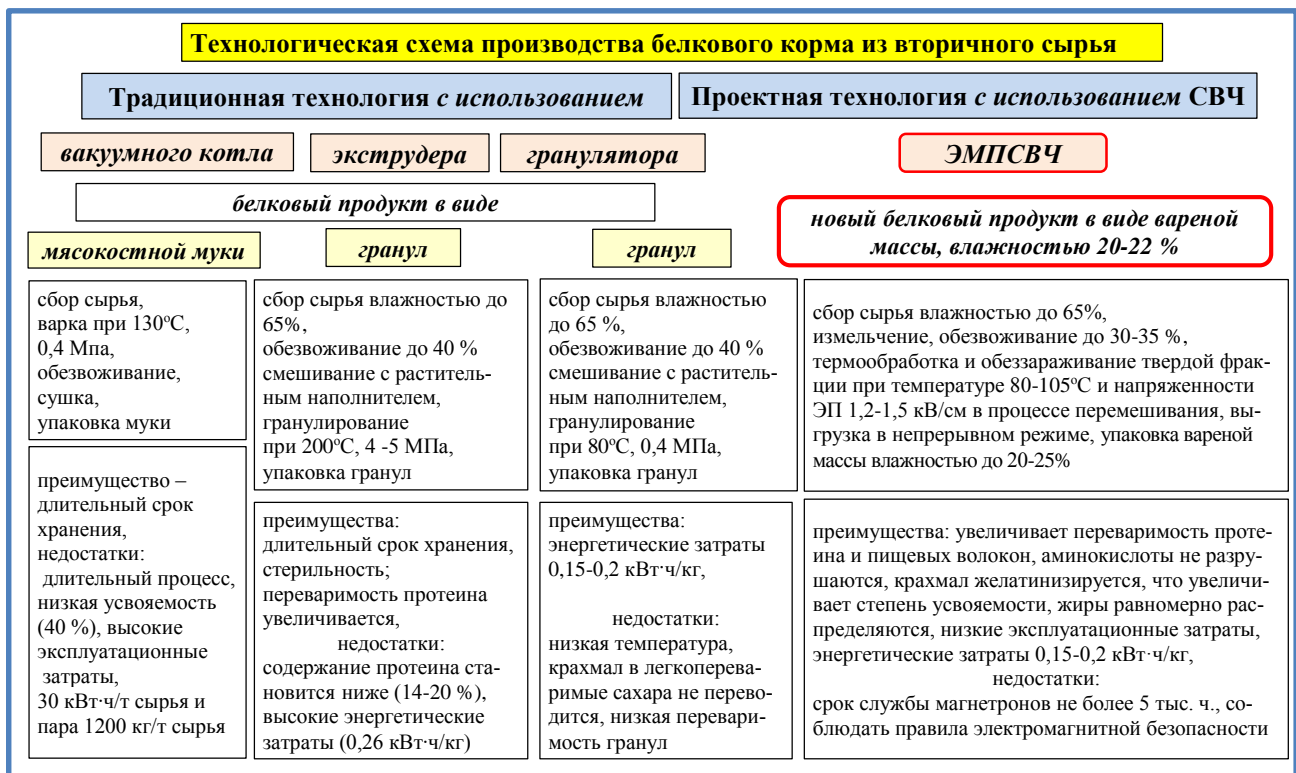 Технологическая схема производства белкового корма из вторичного сырья
Традиционная технология с использованием
Проектная технология с использованием СВЧ
вакуумного котла
экструдера
гранулятора
ЭМПСВЧ
белковый продукт в виде
новый белковый продукт в виде вареной
массы, влажностью 20-22 %
мясокостной муки
гранул
гранул
сбор сырья,
варка при 130°С,
0,4 Мпа,
обезвоживание,
сушка,
упаковка муки
сбор сырья влажностью до
65%,
обезвоживание до 40 %
смешивание с раститель-
ным наполнителем,
гранулирование
при 200°С, 4 -5 МПа,
упаковка гранул
сбор сырья влажностью
до 65 %,
обезвоживание до 40 %
смешивание с раститель-
ным наполнителем,
гранулирование
при 80°С, 0,4 МПа,
упаковка гранул
сбор сырья влажностью до 65%,
измельчение, обезвоживание до 30-35 %,
термообработка и обеззараживание твердой фрак-
ции при температуре 80-105°С и напряженности
ЭП 1,2-1,5 кВ/см в процессе перемешивания, вы-
грузка в непрерывном режиме, упаковка вареной
массы влажностью до 20-25%
преимущество –
длительный срок
хранения,
недостатки:
длительный процесс,
низкая усвояемость
(40 %), высокие
эксплуатационные
затраты,
30 кВт·ч/т сырья и
пара 1200 кг/т сырья
преимущества:
длительный срок хранения,
стерильность;
переваримость протеина
увеличивается,
недостатки:
содержание протеина ста-
новится ниже (14-20 %),
высокие энергетические
затраты (0,26 кВт·ч/кг)
преимущества:
энергетические затраты
0,15-0,2 кВт·ч/кг,
недостатки:
низкая температура,
крахмал в легкоперева-
римые сахара не перево-
дится, низкая перевари-
мость гранул
преимущества: увеличивает переваримость проте-
ина и пищевых волокон, аминокислоты не разру-
шаются, крахмал желатинизируется, что увеличи-
вает степень усвояемости, жиры равномерно рас-
пределяются, низкие эксплуатационные затраты,
энергетические затраты 0,15-0,2 кВт·ч/кг,
недостатки:
срок службы магнетронов не более 5 тыс. ч., со-
блюдать правила электромагнитной безопасности